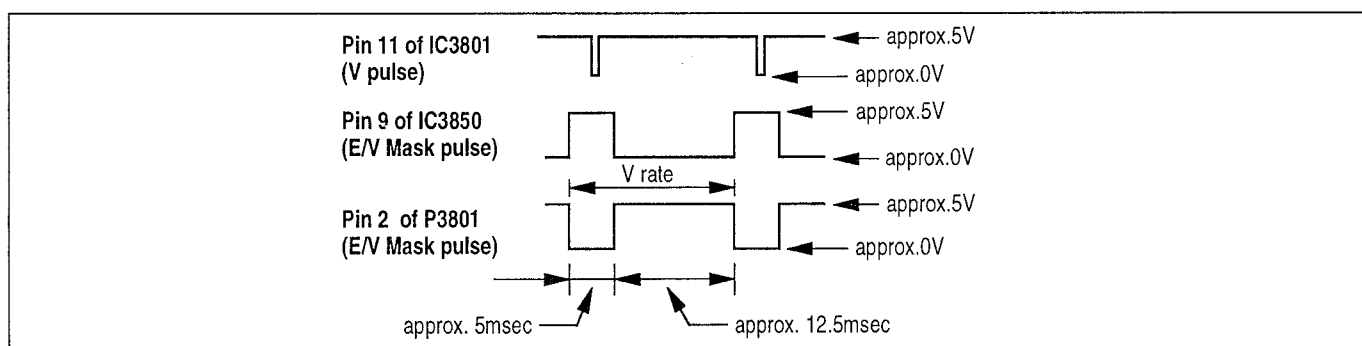 Pin 11 of IC3801
(V pulse)
approx.5V
approx.0V
Pin 9 of IC3850
(E/V Mask pulse)
approx.5V
approx.0V
V rate
Pin 2 of P3801
(E/V Mask pulse)
approx.5V
approx.0V
approx. 5msec
approx. 12.5msec